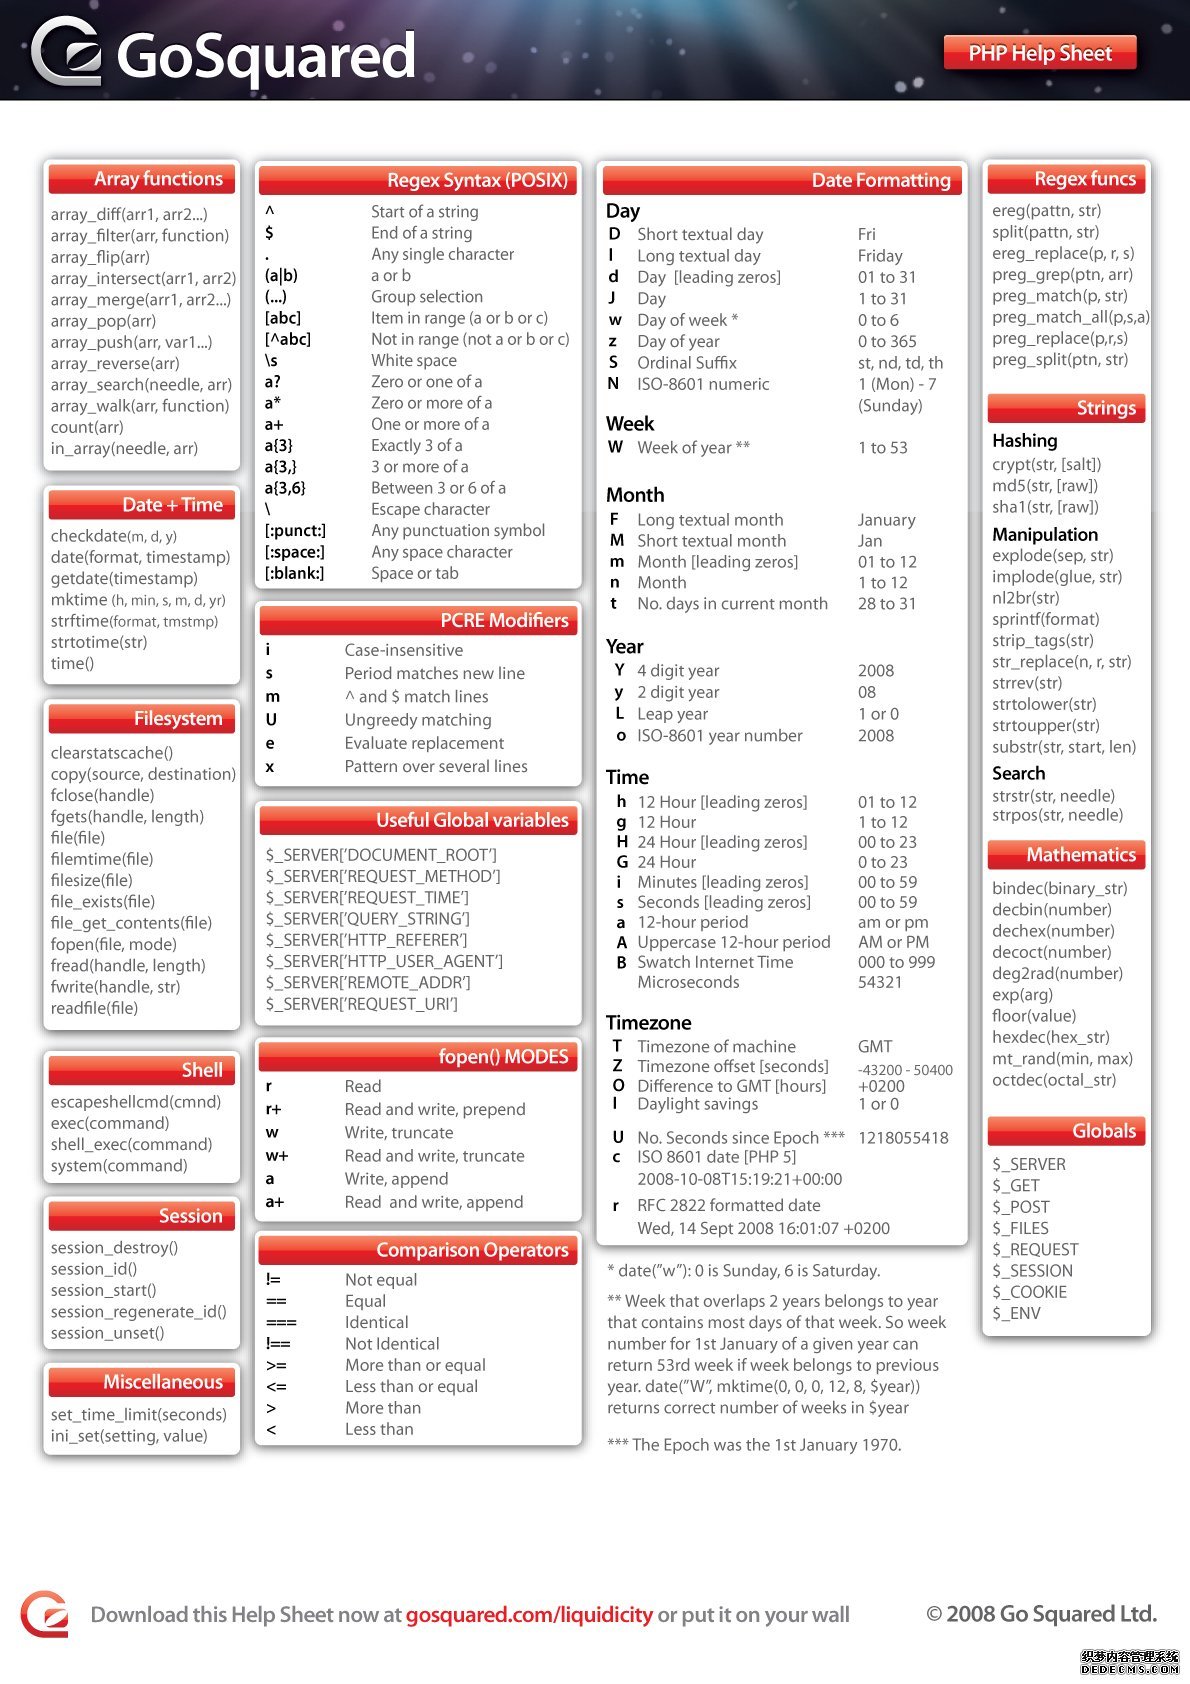 GoSquared
PHP Help Sheet
Array functions
array_diff(arr1, arr2...)
array_filter(arr, function)
array_flip(arr)
array_intersect(arr1, arr2)
array_merge(arr1, arr2...)
array_pop(arr)
array_push(arr, var1...)
array_reverse(arr)
array_search(needle, arr)
array_walk(arr, function)
count(arr)
in_array(needle, arr)
Date + Time
checkdate(m, d, y)
date(format, timestamp)
getdate(timestamp)
mktime (h, min, s, m, d, yr)
strftime(format, tmstmp)
strtotime(str)
time()
Filesystem
clearstatscache()
copy(source, destination)
fclose(handle)
fgets(handle, length)
file(file)
filemtime(file)
filesize(file)
file_exists(file)
file_get_contents(file)
fopen(file, mode)
fread(handle, length)
fwrite(handle, str)
readfile(file)
Shell
escapeshellcmd(cmnd)
exec(command)
shell_exec(command)
system(command)
Session
session_destroy()
session_id()
session_start()
session_regenerate_id()
session_unset()
Miscellaneous
set_time_limit(seconds)
ini_set(setting, value)
Regex Syntax (POSIX)
^ Start of a string
$ End of a string
. Any single character
(a|b) a or b
(...) Group selection
[abc] Item in range (a or b or c)
[^abc] Not in range (not a or b or c)
\s White space
a? Zero or one of a
a* Zero or more of a
a+ One or more of a
a{3} Exactly 3 of a
a{3,} 3 or more of a
a{3,6} Between 3 or 6 of a
\ Escape character
[:punct:] Any punctuation symbol
[:space:] Any space character
[:blank:] Space or tab
PCRE Modifiers
i Case-insensitive
s Period matches new line
m ^ and $ match lines
U Ungreedy matching
e Evaluate replacement
x Pattern over several lines
Useful Global variables
$_SERVER['DOCUMENT_ROOT']
$_SERVER['REQUEST_METHOD']
$_SERVER['REQUEST_TIME']
$_SERVER['QUERY_STRING']
$_SERVER['HTTP_REFERER']
$_SERVER['HTTP_USER_AGENT']
$_SERVER['REMOTE_ADDR']
$_SERVER['REQUEST_URI']
fopen() MODES
r Read
r+ Read and write, prepend
w Write, truncate
w+ Read and write, truncate
a Write, append
a+ Read and write, append
Comparison Operators
!= Not equal
== Equal
=== Identical
!== Not Identical
>= More than or equal
<= Less than or equal
> More than
< Less than
Date Formatting
Day
D Short textual day Fri
l Long textual day Friday
d Day [leading zeros] 01 to 31
J Day 1 to 31
w Day of week * 0 to 6
z Day of year 0 to 365
S Ordinal Suffix st, nd, td, th
N ISO-8601 numeric 1 (Mon) - 7
(Sunday)
Week
W Week of year ** 1 to 53
Month
F Long textual month January
M Short textual month Jan
m Month [leading zeros] 01 to 12
n Month 1 to 12
t No. days in current month 28 to 31
Year
Y 4 digit year 2008
y 2 digit year 08
L Leap year 1 or 0
o ISO-8601 year number 2008
Time
h 12 Hour [leading zeros] 01 to 12
g 12 Hour 1 to 12
H 24 Hour [leading zeros] 00 to 23
G 24 Hour 0 to 23
i Minutes [leading zeros] 00 to 59
s Seconds [leading zeros] 00 to 59
a 12-hour period am or pm
A Uppercase 12-hour period AM or PM
B Swatch Internet Time 000 to 999
Microseconds 54321
Timezone
T Timezone of machine GMT
Z Timezone offset [seconds] -43200 - 50400
O Difference to GMT [hours] +0200
I Daylight savings 1 or 0
U No. Seconds since Epoch *** 1218055418
c ISO 8601 date [PHP 5]
2008-10-08T15:19:21+00:00
r RFC 2822 formatted date
Wed, 14 Sept 2008 16:01:07 +0200
* date("w"): 0 is Sunday, 6 is Saturday.
** Week that overlaps 2 years belongs to year
that contains most days of that week. So week
number for 1st January of a given year can
return 53rd week if week belongs to previous
year. date("W", mktime(0, 0, 0, 12, 8, $year))
returns correct number of weeks in $year
*** The Epoch was the 1st January 1970.
Regex funcs
ereg(pattn, str)
split(pattn, str)
ereg_replace(p, r, s)
preg_grep(ptn, arr)
preg_match(p, str)
preg_match_all(p,s,a)
preg_replace(p,r,s)
preg_split(ptn, str)
Strings
Hashing
crypt(str, [salt])
md5(str, [raw])
sha1(str, [raw])
Manipulation
explode(sep, str)
implode(glue, str)
nl2br(str)
sprintf(format)
strip_tags(str)
str_replace(n, r, str)
strrev(str)
strtolower(str)
strtoupper(str)
substr(str, start, len)
Search
strstr(str, needle)
strpos(str, needle)
Mathematics
bindec(binary_str)
decbin(number)
dechex(number)
decoct(number)
deg2rad(number)
exp(arg)
floor(value)
hexdec(hex_str)
mt_rand(min, max)
octdec(octal_str)
Globals
$_SERVER
$_GET
$_POST
$_FILES
$_REQUEST
$_SESSION
$_COOKIE
$_ENV
Download this Help Sheet now at gosquared.com/liquidicity or put it on your wall
© 2008 Go Squared Ltd.
织梦内容管理系统
DEDECMS.COM